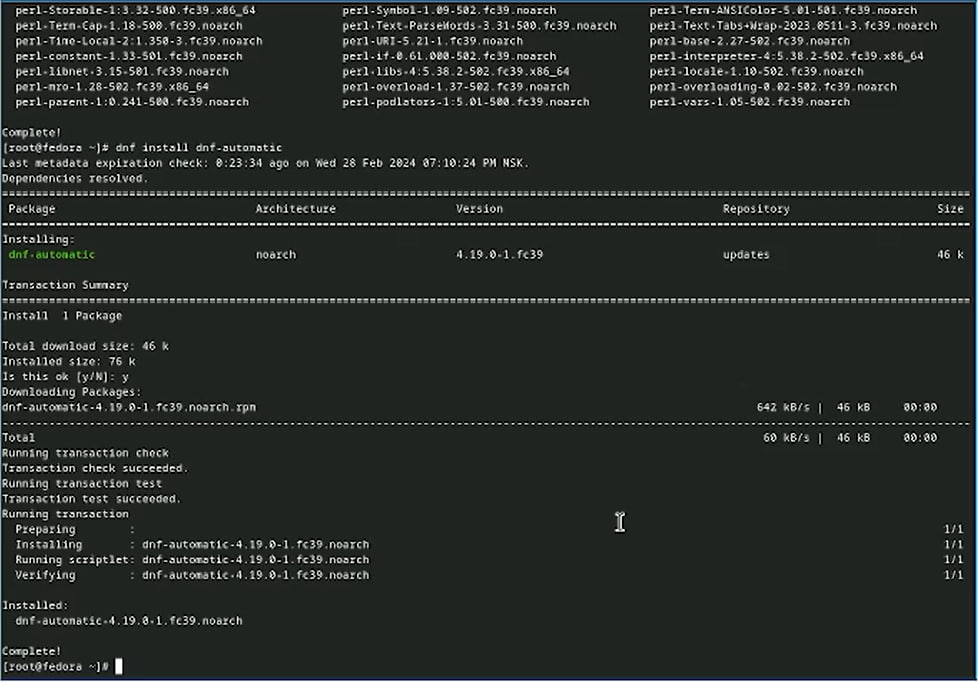 perl-Storable-1:3.32-500.fc39.x86_64 perl-Symbol-1.09-502.fc39.noarch perl-Term-ANSIColor-5.01-501.fc39.noarch
perl-Term-Cap-1.18-500.fc39.noarch perl-Text-ParseWords-3.31-500.fc39.noarch perl-Text-Tabs+Wrap-2023.0511-3.fc39.noarch
perl-Time-Local-2:1.350-3.fc39.noarch perl-URI-5.21-1.fc39.noarch perl-base-2.27-502.fc39.noarch
perl-constant-1.33-501.fc39.noarch perl-if-0.61.000-502.fc39.noarch perl-interpreter-4:5.38.2-502.fc39.x86_64
perl-libnet-3.15-501.fc39.noarch perl-libs-4:5.38.2-502.fc39.x86_64 perl-locale-1.10-502.fc39.noarch
perl-mro-1.28-502.fc39.x86_64 perl-overload-1.37-502.fc39.noarch perl-overloading-0.02-502.fc39.noarch
perl-parent-1:0.241-500.fc39.noarch perl-podlators-1:5.01-500.fc39.noarch perl-vars-1.05-502.fc39.noarch
Complete!
[root@fedora ~]# dnf install dnf-automatic
Last metadata expiration check: 0:23:34 ago on Wed 28 Feb 2024 07:10:24 PM NSK.
Dependencies resolved.
Package Architecture Version Repository Size
Installing:
dnf-automatic noarch 4.19.0-1.fc39 updates 46 k
Transaction Summary
Install 1 Package
Total download size: 46 k
Installed size: 76 k
Is this ok [y/N]: y
Downloading Packages:
dnf-automatic-4.19.0-1.fc39.noarch.rpm 642 kB/s | 46 kB 00:00
Total 60 kB/s | 46 kB 00:00
Running transaction check
Transaction check succeeded.
Running transaction test
Transaction test succeeded.
Running transaction
Preparing : 1/1
Installing : dnf-automatic-4.19.0-1.fc39.noarch 1/1
Running scriptlet: dnf-automatic-4.19.0-1.fc39.noarch 1/1
Verifying : dnf-automatic-4.19.0-1.fc39.noarch 1/1
Installed:
dnf-automatic-4.19.0-1.fc39.noarch
Complete!
[root@fedora ~]#